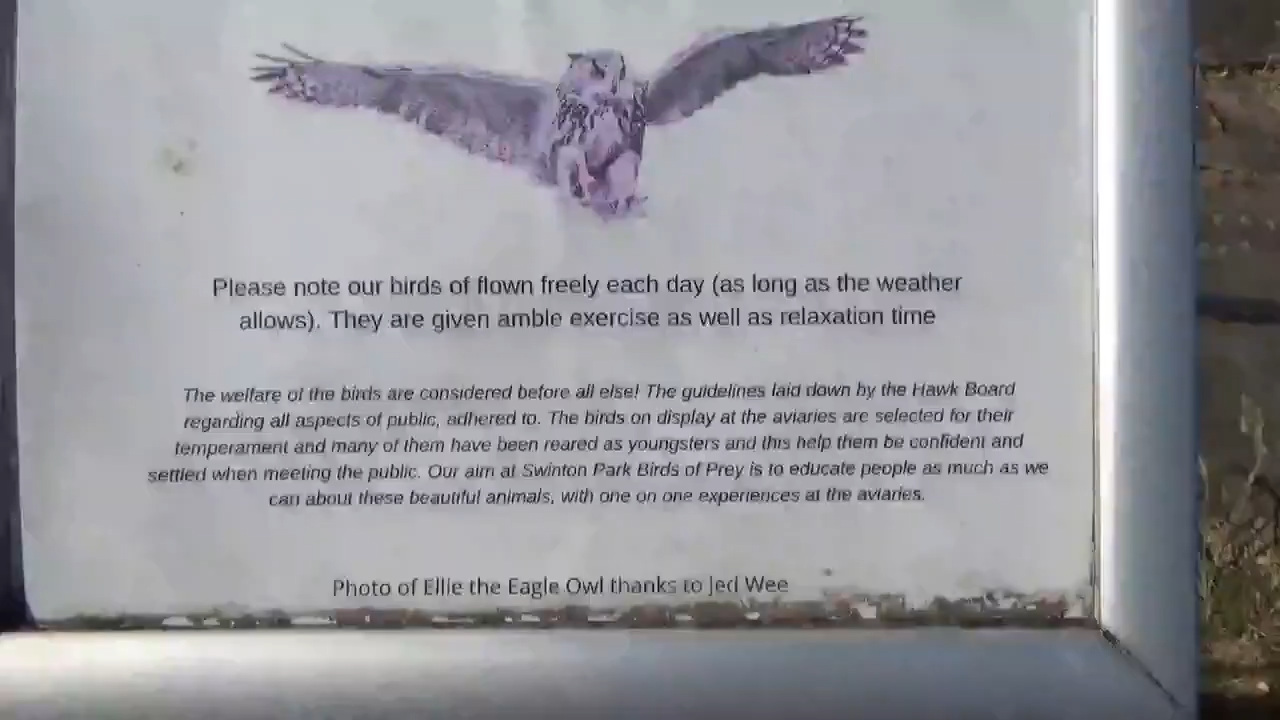 Please note our birds of flown freely each day (as long as the weather
allows). They are given amble exercise as well as relaxation time
The welfare of the birds are considered before all else! The guidelines laid down by the Hawk Board
regarding all aspects of public, adhered to. The birds on display at the aviaries are selected for their
temperament and many of them have been reared as youngsters and this help them be confident and
settled when meeting the public. Our aim at Swinton Park Birds of Prey is to educate people as much as we
can about these beautiful animals, with one on one experiences at the aviaries.
Photo of Ellie the Eagle Owl thanks to Jed Wee